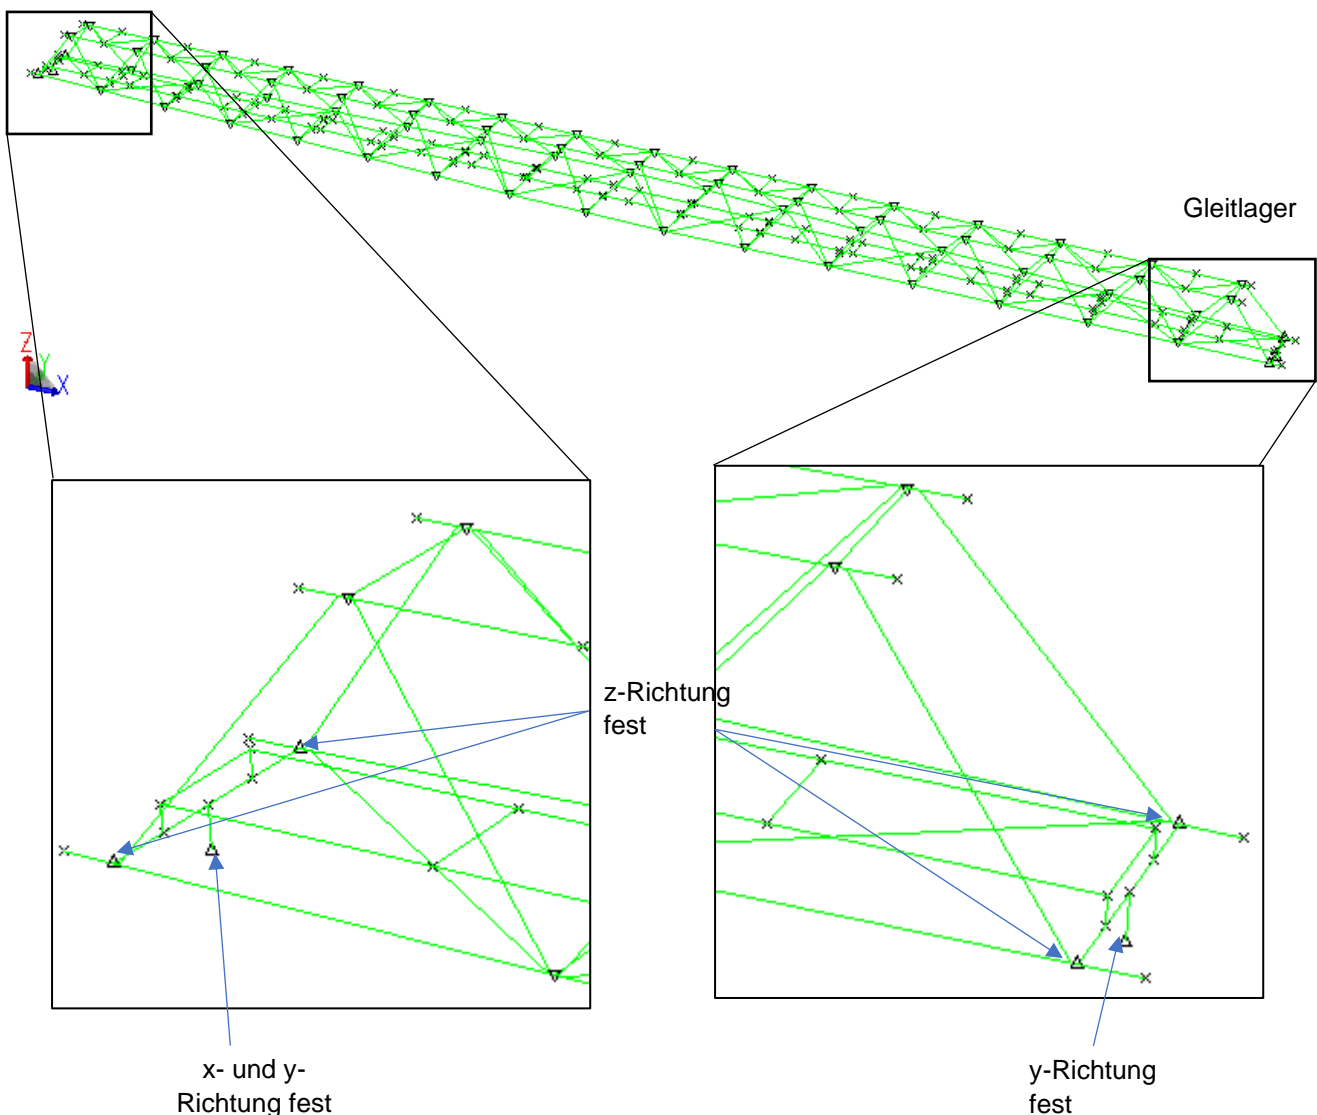 Gleitlager
Z
Y
X
z-Richtung
fest
x- und y-
Richtung fest
y-Richtung
fest